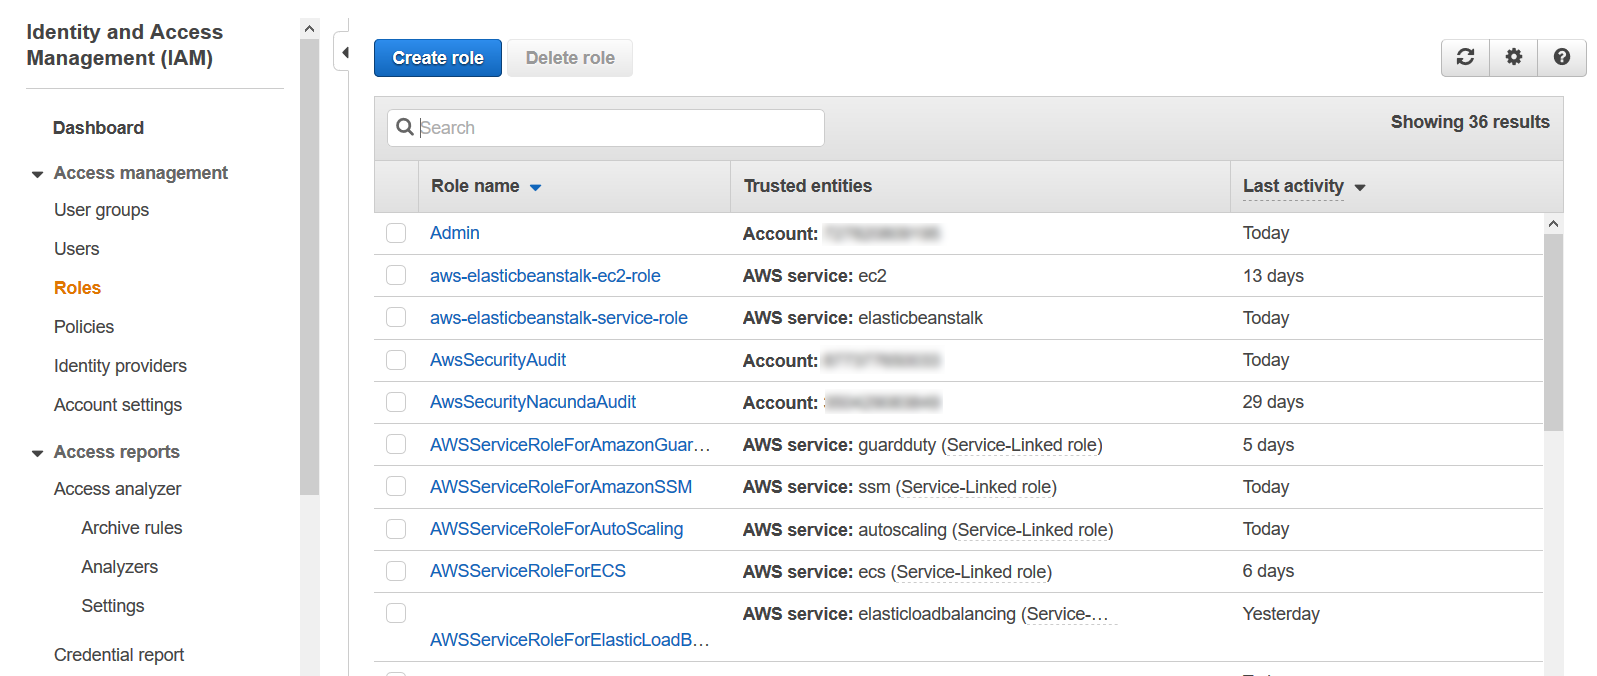 Identity and Access
Management (IAM)
Dashboard
Access management
User groups
Users
Roles
Policies
Identity providers
Account settings
Access reports
Access analyzer
Archive rules
Analyzers
Settings
Credential report
Create role
Delete role
Search
Showing 36 results
Role name Trusted entities Last activity
Admin Account: Today
aws-elasticbeanstalk-ec2-role AWS service: ec2 13 days
aws-elasticbeanstalk-service-role AWS service: elasticbeanstalk Today
AwsSecurityAudit Account: Today
AwsSecurityNacundaAudit Account: 29 days
AWSServiceRoleForAmazonGuar… AWS service: guardduty (Service-Linked role) 5 days
AWSServiceRoleForAmazonSSM AWS service: ssm (Service-Linked role) Today
AWSServiceRoleForAutoScaling AWS service: autoscaling (Service-Linked role) Today
AWSServiceRoleForECS AWS service: ecs (Service-Linked role) 6 days
AWS service: elasticloadbalancing (Service-… Yesterday
AWSServiceRoleForElasticLoadB…